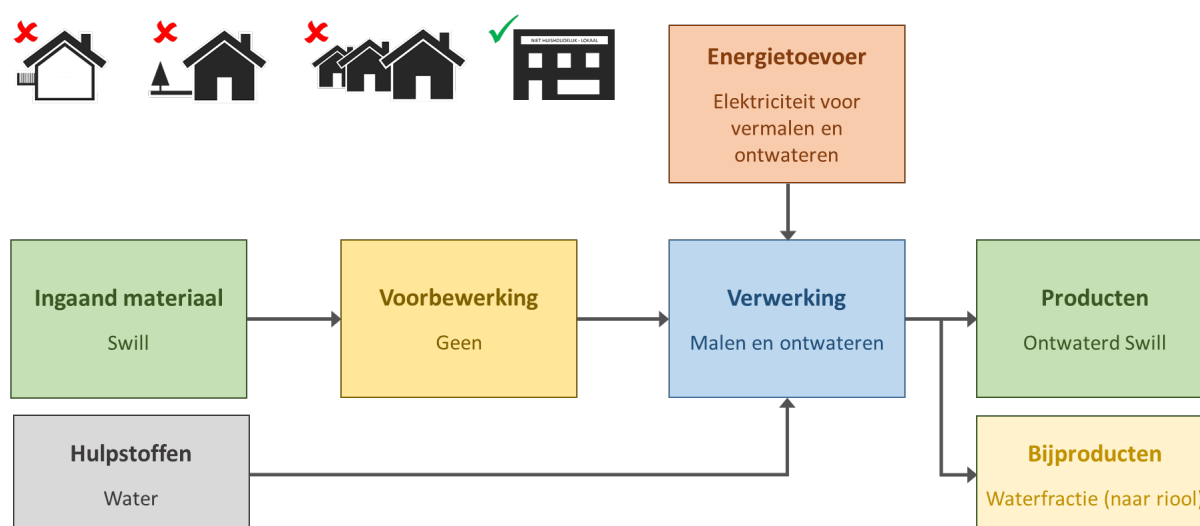 NIET HUISHOUDELIJK - LOKAAL
Energietoevoer
Elektriciteit voor
vermalen en
ontwateren
Ingaand materiaal
Swill
Voorbewerking
Geen
Verwerking
Malen en ontwateren
Producten
Ontwaterd Swill
Hulpstoffen
Water
Bijproducten
Waterfractie (naar riool)